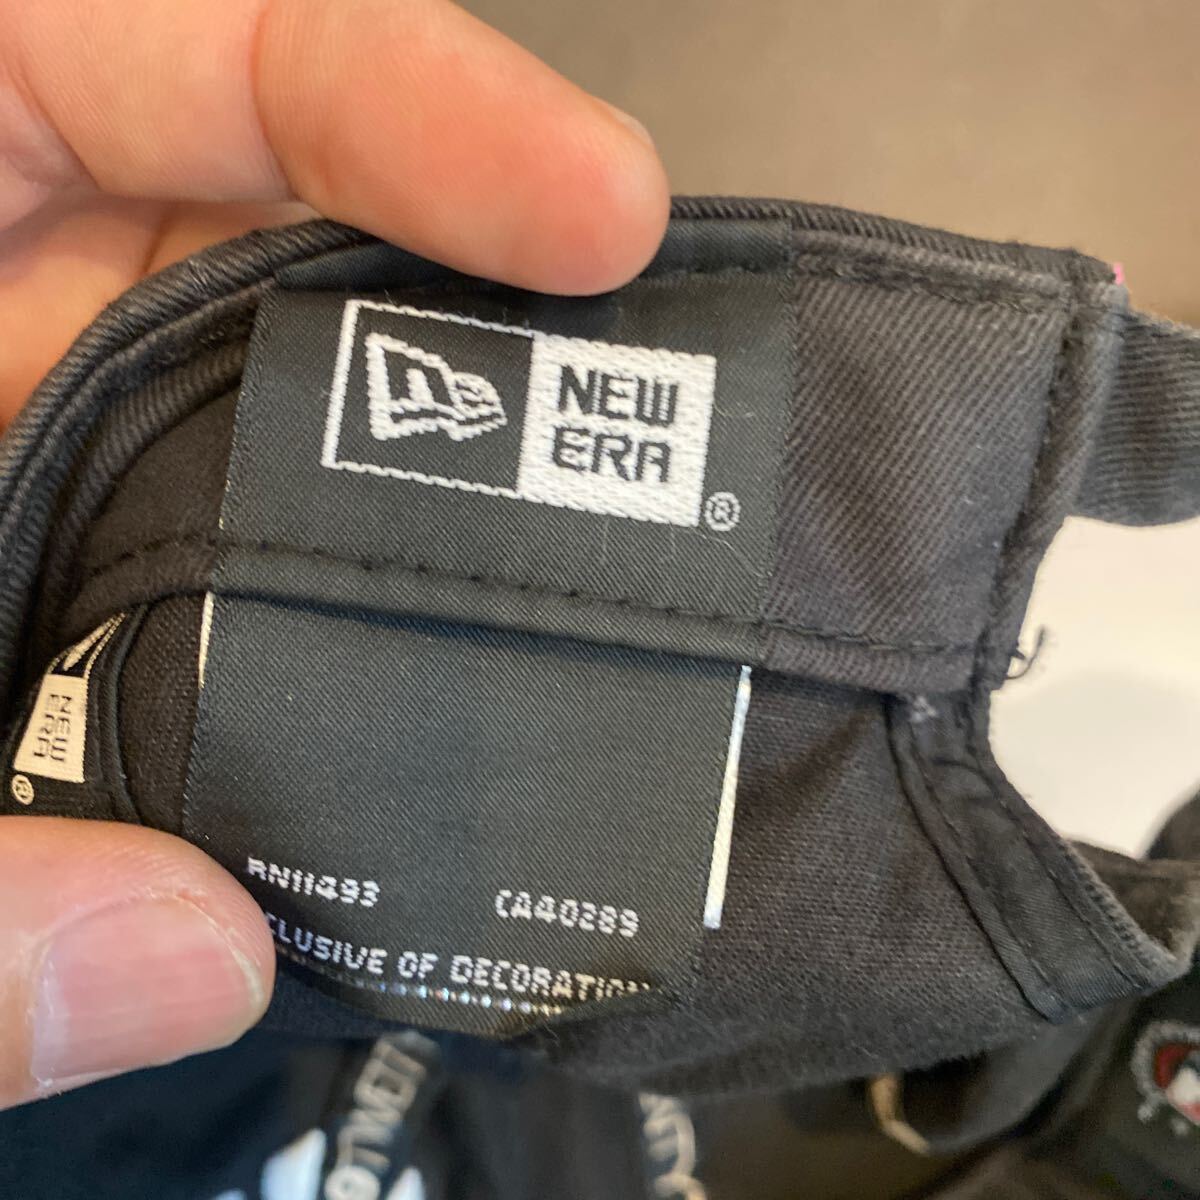 NEW
ERA
®
NEW
ERA
®
RN11493
CA40289
CLUSIVE OF DECORATION